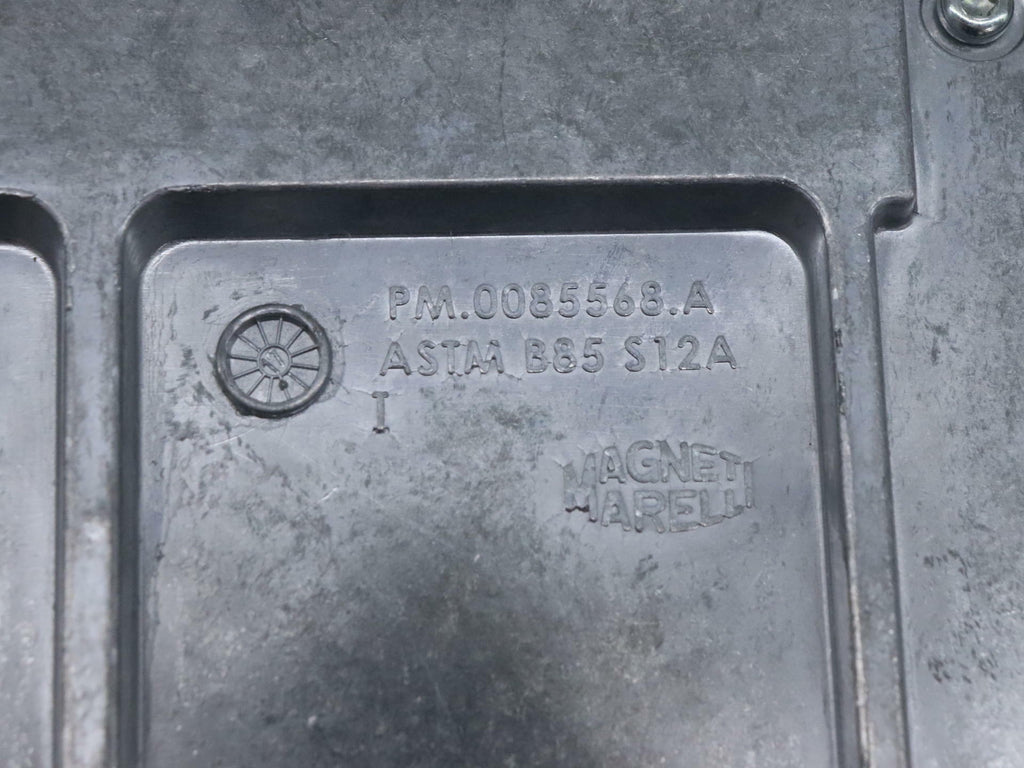 PM.0085568.A
ASTM B85 S12A
I
MAGNETI
MARELLI